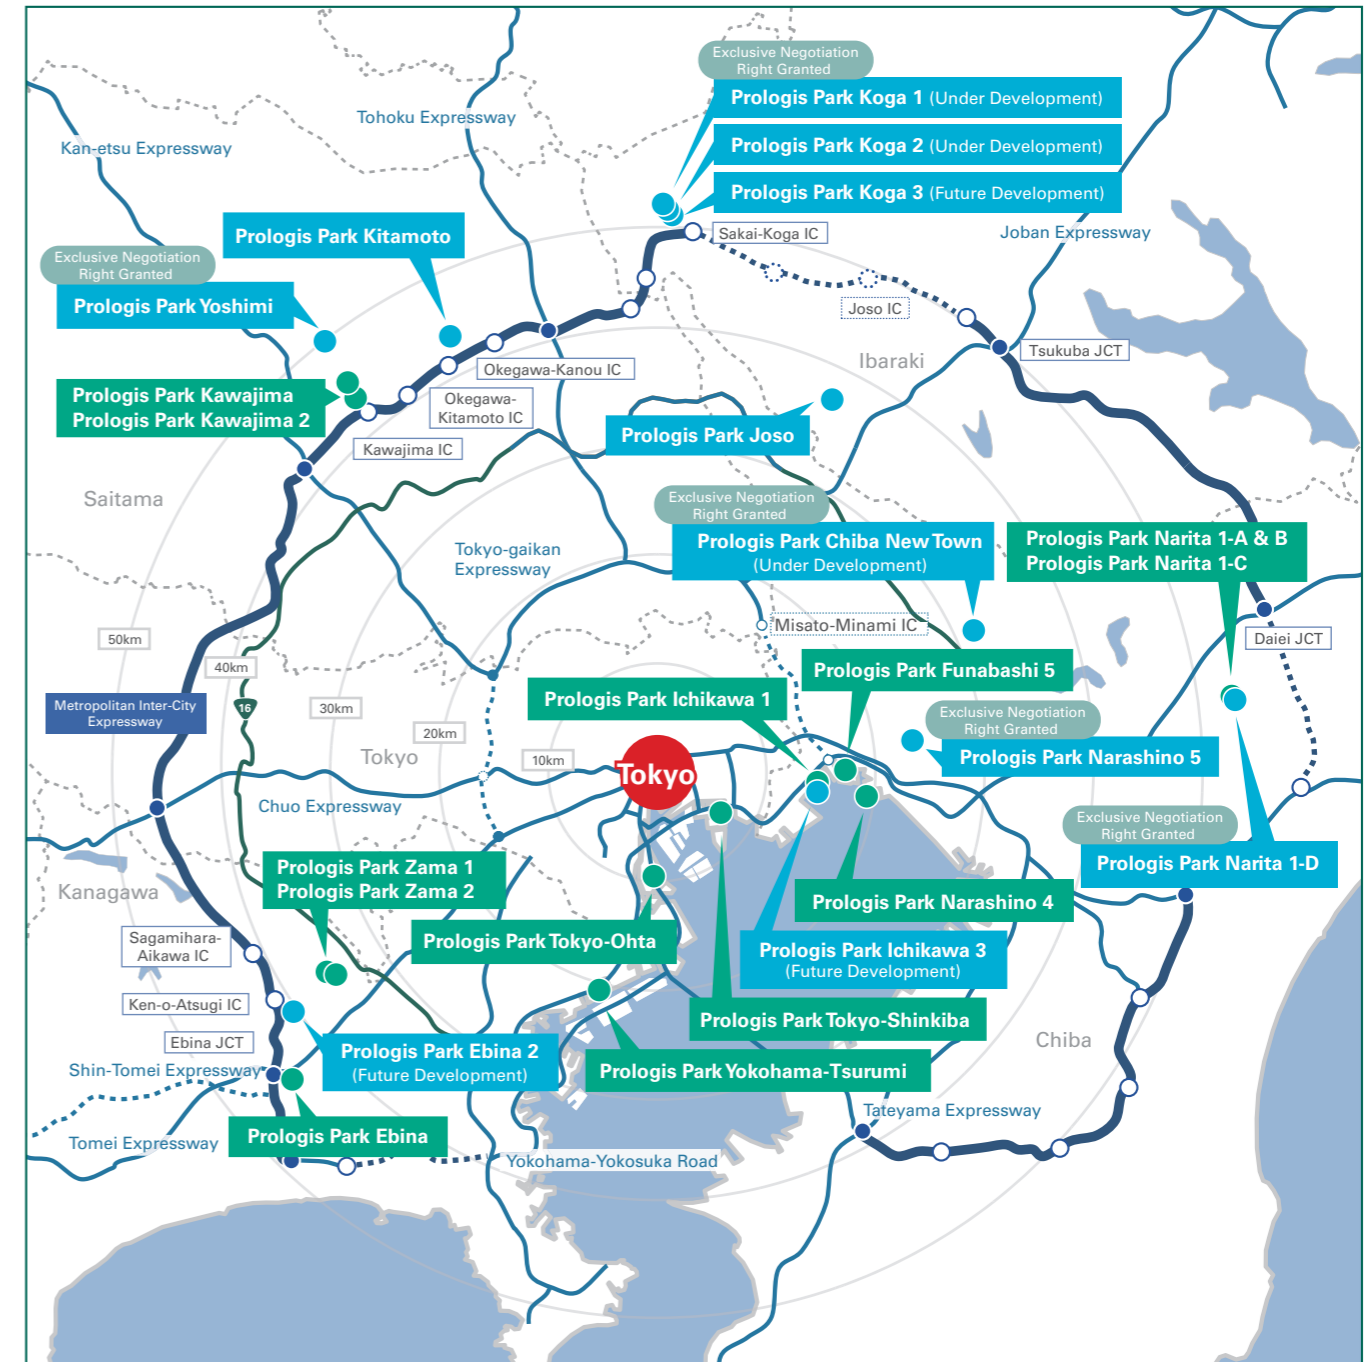 Exclusive Negotiation
Right Granted
Prologis Park Koga 1 (Under Development)
Tohoku Expressway
Prologis Park Koga 2 (Under Development)
Kan-etsu Expressway
Prologis Park Koga 3 (Future Development)
Prologis Park Kitamoto
Sakai-Koga IC
Joban Expressway
Exclusive Negotiation
Right Granted
Prologis Park Yoshimi
Joso IC
Tsukuba JCT
Ibaraki
Okegawa-Kanou IC
Prologis Park Kawajima
Prologis Park Kawajima 2
Okegawa-
Kitamoto IC
Prologis Park Joso
Kawajima IC
Saitama
Exclusive Negotiation
Right Granted
Prologis Park Chiba New Town
(Under Development)
Prologis Park Narita 1-A & B
Prologis Park Narita 1-C
Tokyo-gaikan
Expressway
Misato-Minami IC
Daiei JCT
50km
40km
Prologis Park Funabashi 5
Prologis Park Ichikawa 1
Metropolitan Inter-City
Expressway
16
30km
20km
10km
Exclusive Negotiation
Right Granted
Prologis Park Narashino 5
Tokyo
Tokyo
Chuo Expressway
Exclusive Negotiation
Right Granted
Prologis Park Narita 1-D
Prologis Park Zama 1
Prologis Park Zama 2
Kanagawa
Prologis Park Narashino 4
Sagamihara-
Aikawa IC
Prologis Park Tokyo-Ohta
Prologis Park Ichikawa 3
(Future Development)
Ken-o-Atsugi IC
Prologis Park Tokyo-Shinkiba
Ebina JCT
Prologis Park Ebina 2
(Future Development)
Chiba
Shin-Tomei Expressway
Prologis Park Yokohama-Tsurumi
Tateyama Expressway
Tomei Expressway
Prologis Park Ebina
Yokohama-Yokosuka Road